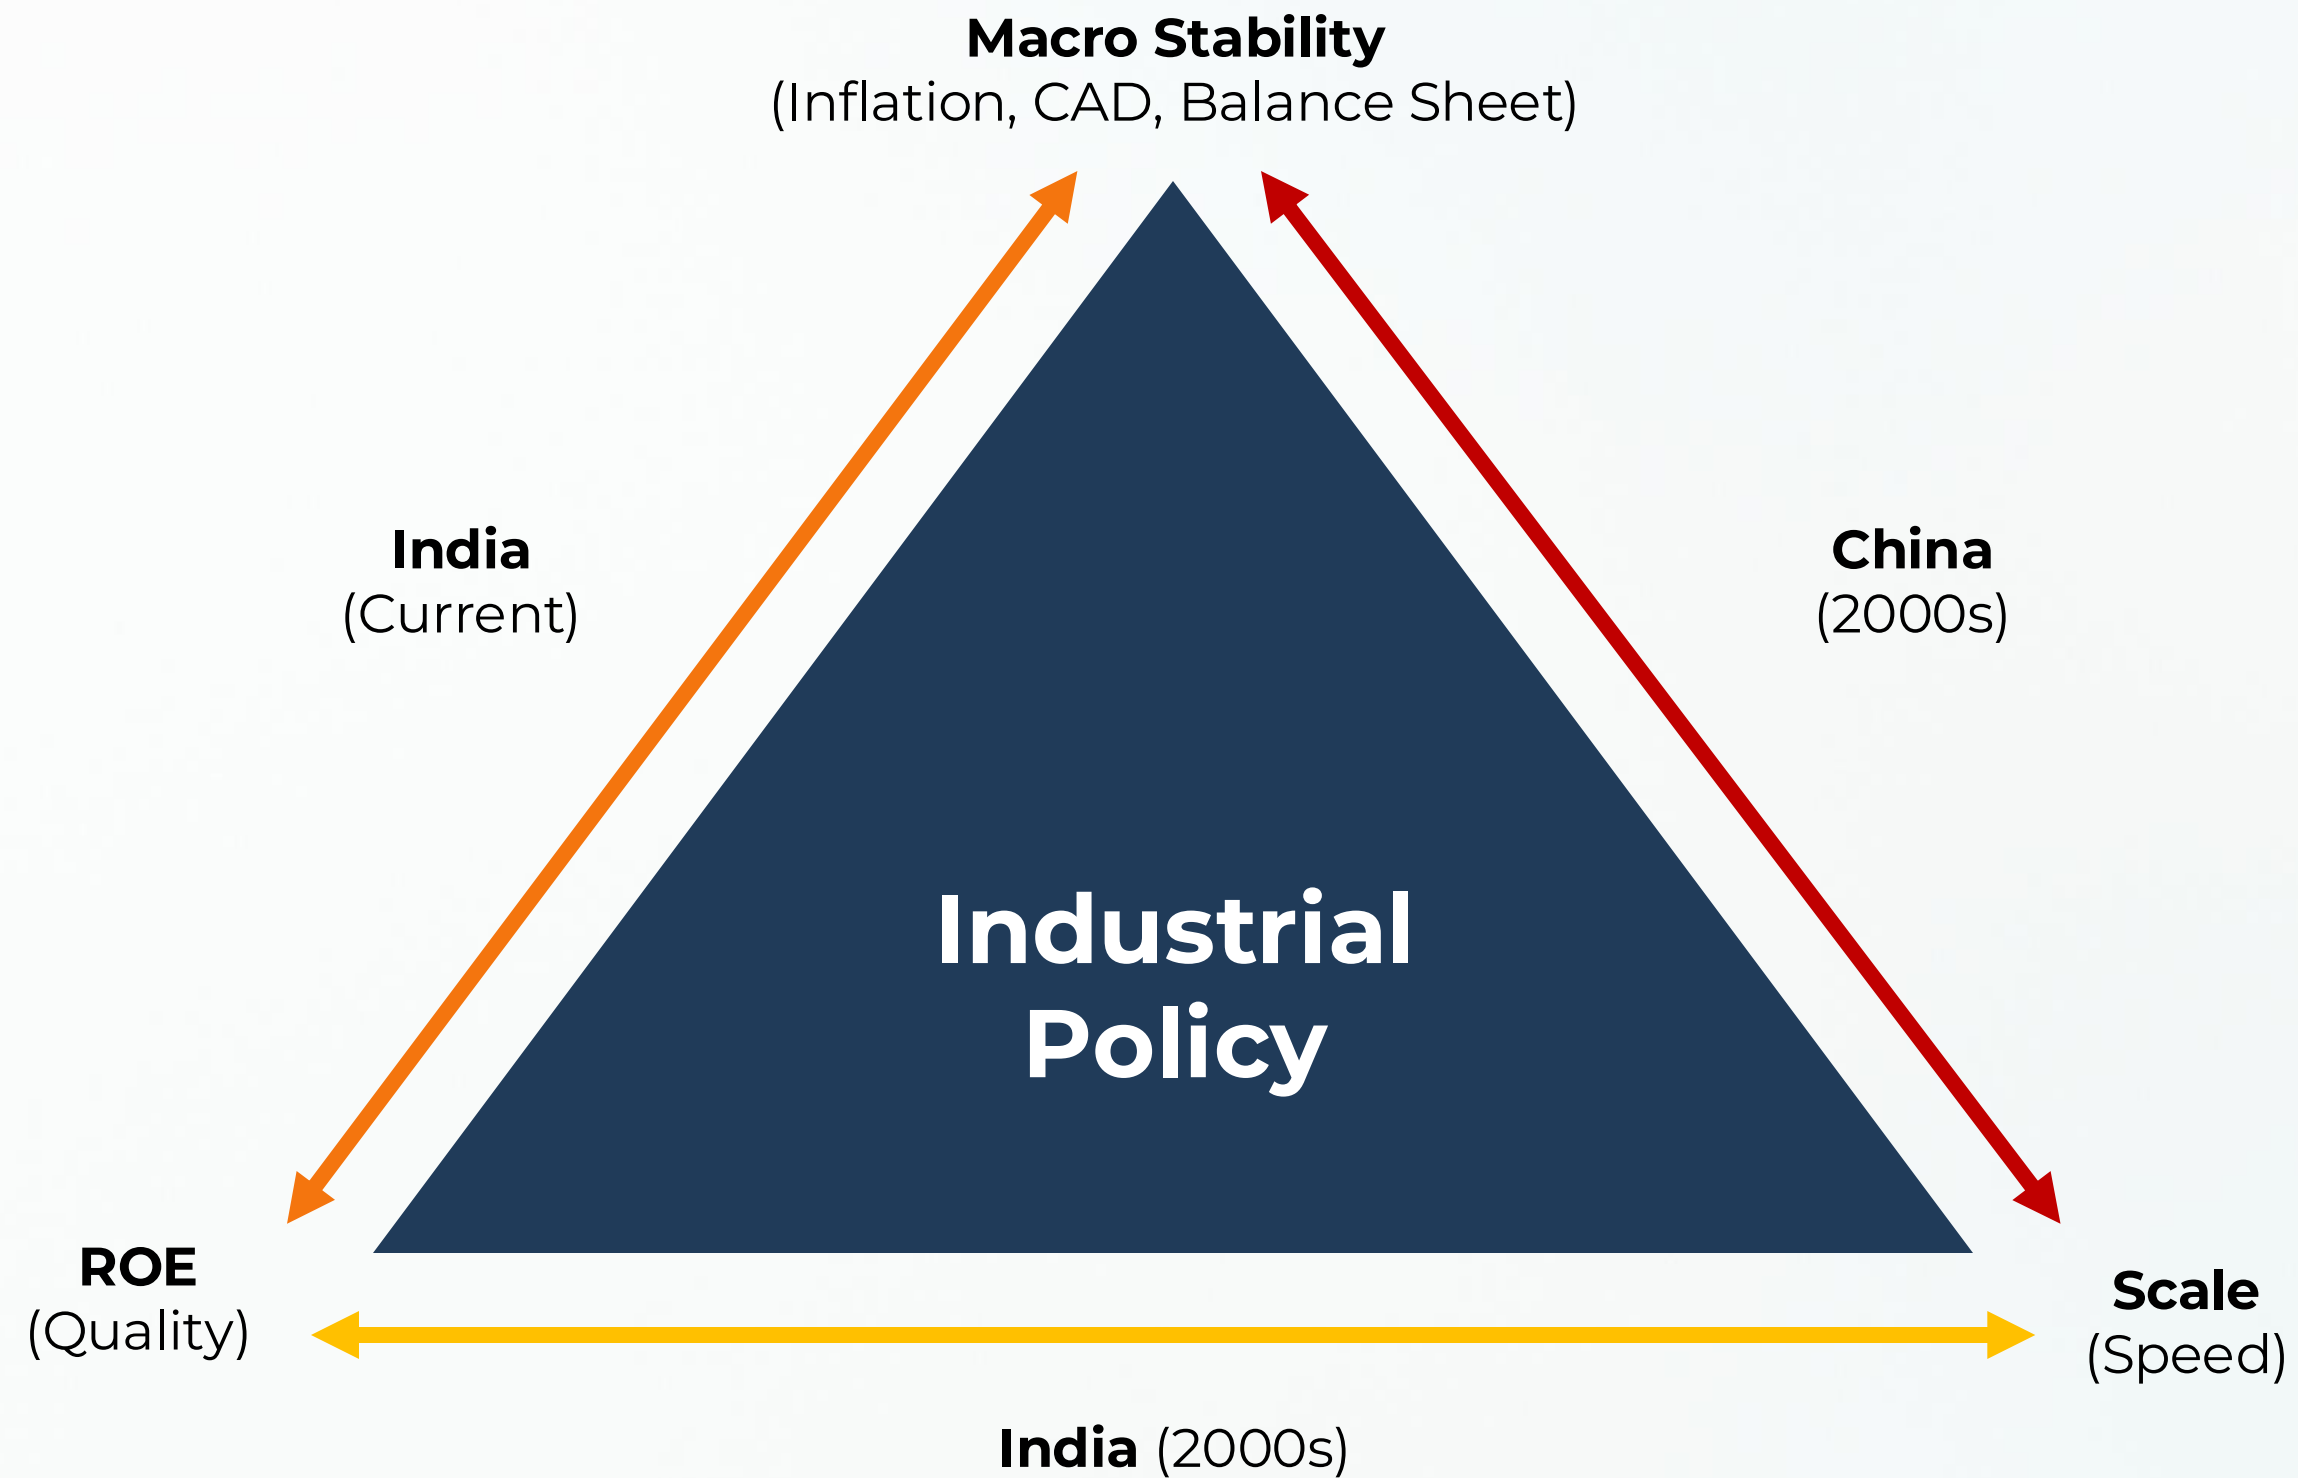 Macro Stability
(Inflation, CAD, Balance Sheet)
India
(Current)
China
(2000s)
Industrial
Policy
ROE
(Quality)
Scale
(Speed)
India (2000s)